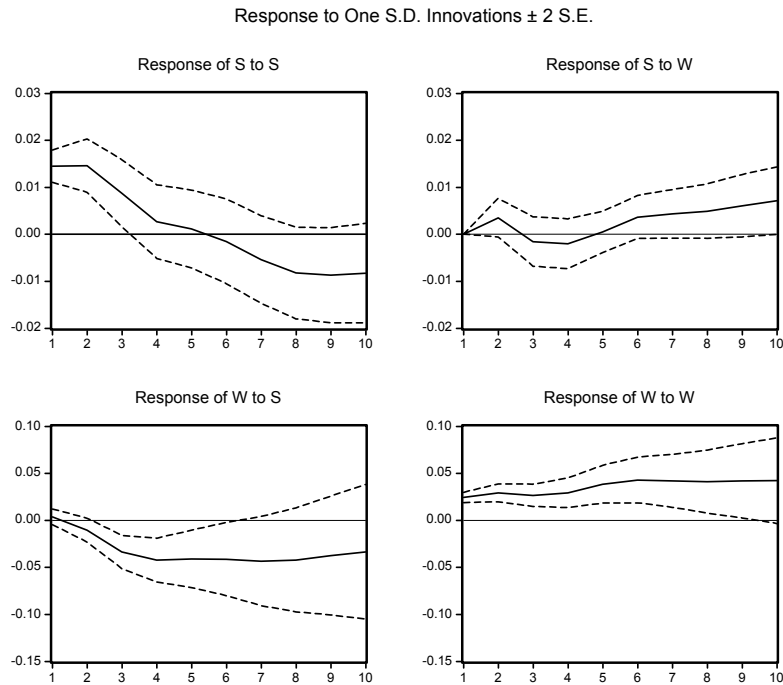 Response to One S.D. Innovations ± 2 S.E.
Response of S to S
0.03
0.02
0.01
0.00
-0.01
-0.02
1 2 3 4 5 6 7 8 9 10
Response of S to W
0.03
0.02
0.01
0.00
-0.01
-0.02
1 2 3 4 5 6 7 8 9 10
Response of W to S
0.10
0.05
0.00
-0.05
-0.10
-0.15
1 2 3 4 5 6 7 8 9 10
Response of W to W
0.10
0.05
0.00
-0.05
-0.10
-0.15
1 2 3 4 5 6 7 8 9 10